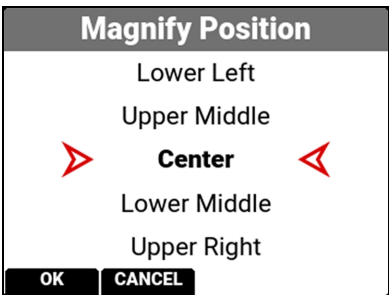 Magnify Position
Lower Left
Upper Middle
Center
Lower Middle
Upper Right
OK CANCEL